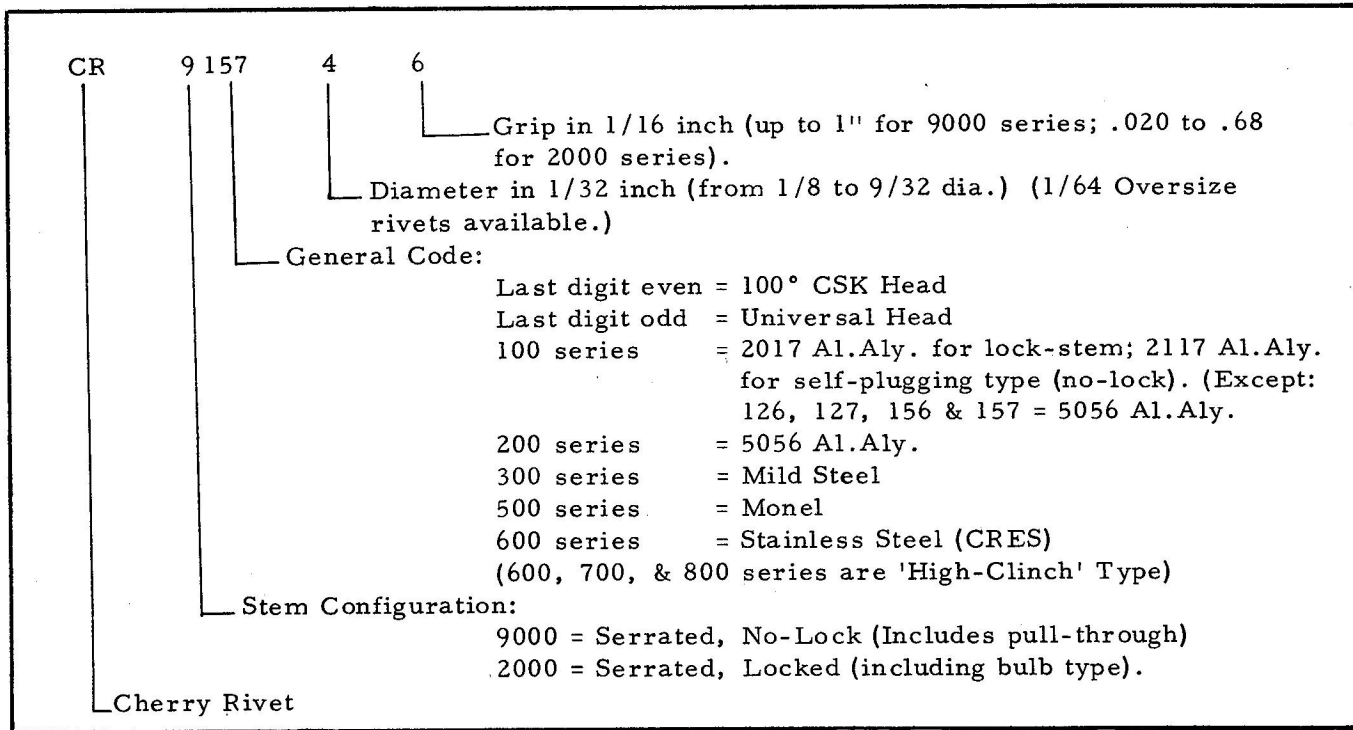 CR 9 157 4 6
Grip in 1/16 inch (up to 1" for 9000 series; .020 to .68
for 2000 series).
Diameter in 1/32 inch (from 1/8 to 9/32 dia.) (1/64 Oversize
rivets available.)
General Code:
Last digit even = 100° CSK Head
Last digit odd = Universal Head
100 series = 2017 Al.Aly. for lock-stem; 2117 Al.Aly.
for self-plugging type (no-lock). (Except:
126, 127, 156 & 157 = 5056 Al.Aly.
200 series = 5056 Al.Aly.
300 series = Mild Steel
500 series = Monel
600 series = Stainless Steel (CRES)
(600, 700, & 800 series are 'High-Clinch' Type)
Stem Configuration:
9000 = Serrated, No-Lock (Includes pull-through)
2000 = Serrated, Locked (including bulb type).
Cherry Rivet